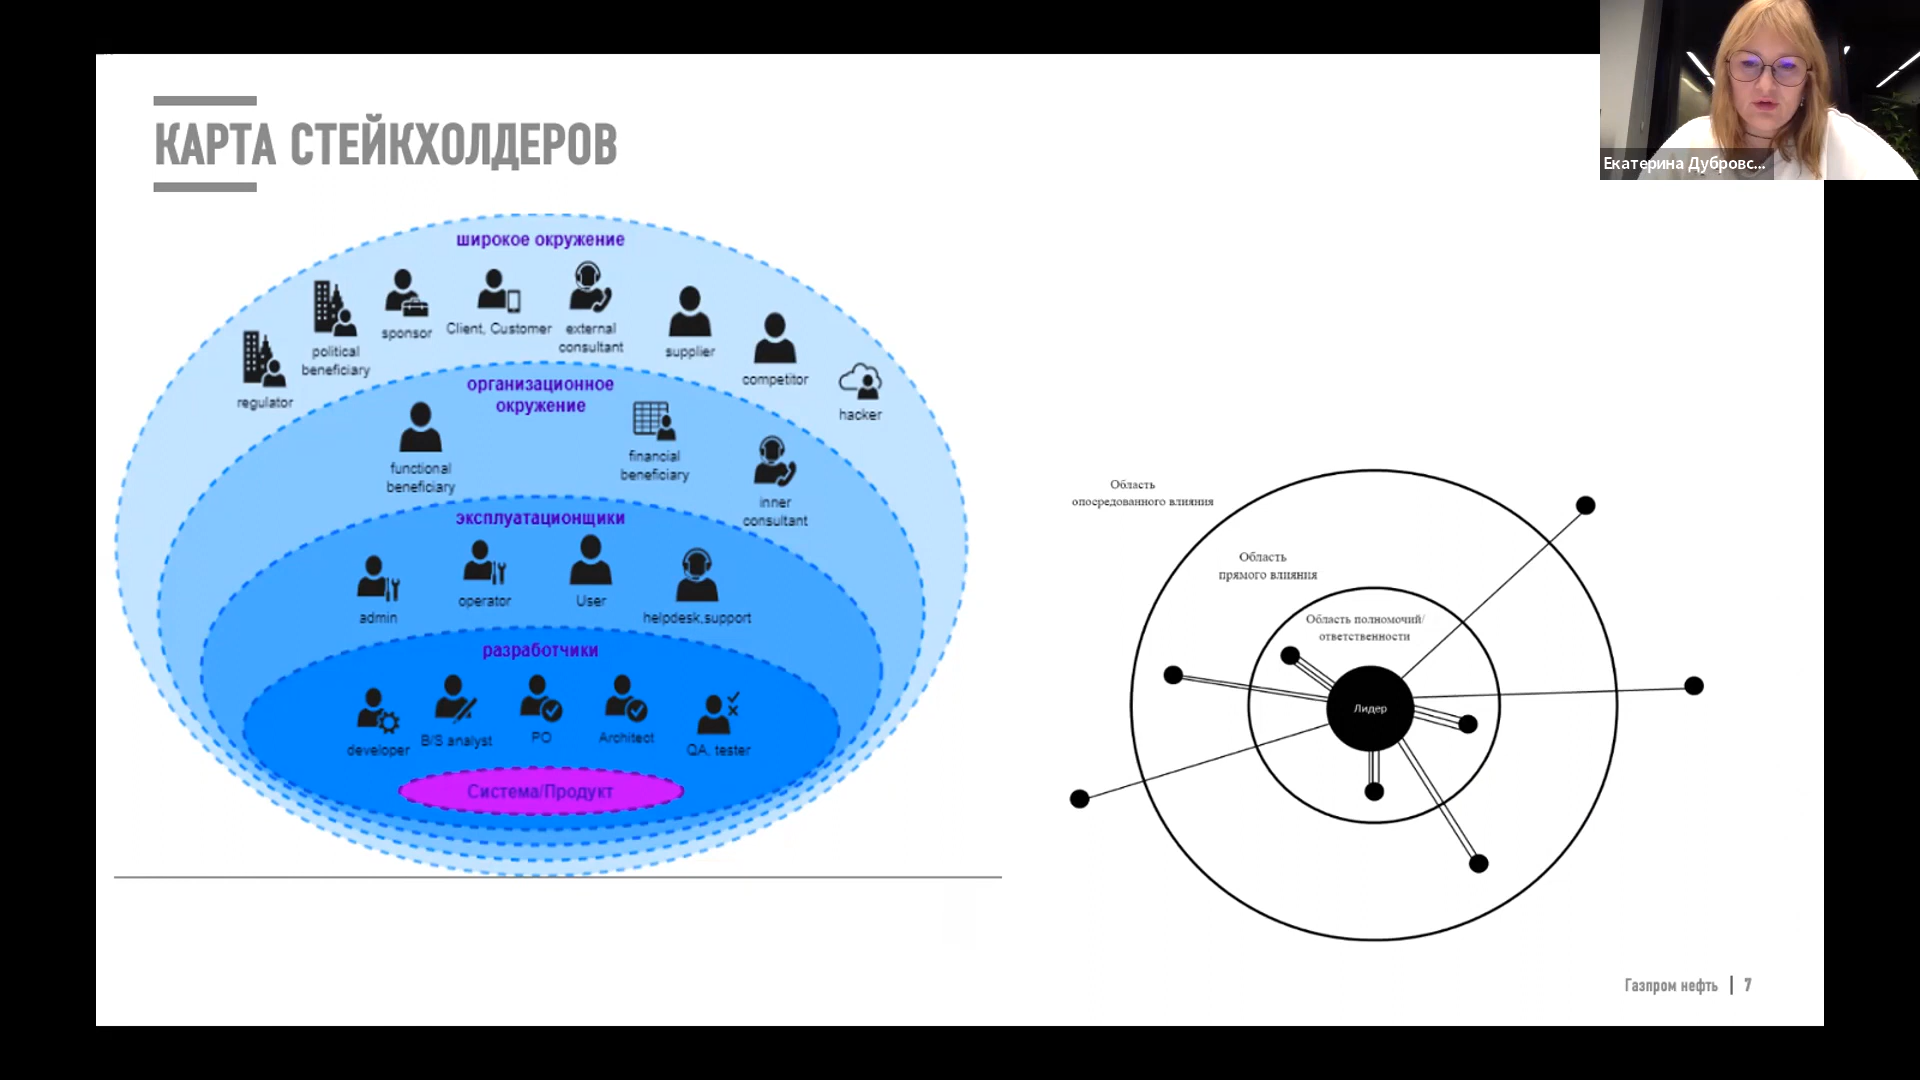 КАРТА СТЕЙКХОЛДЕРОВ
Екатерина Дубровс...
широкое окружение
regulator
political
beneficiary
sponsor
Client, Customer
external
consultant
supplier
competitor
hacker
организационное
окружение
functional
beneficiary
financial
beneficiary
inner
consultant
эксплуатационщики
admin
operator
User
helpdesk,support
разработчики
developer
B/S analyst
PO
Architect
QA, tester
Система/Продукт
Область
опосредованного влияния
Область
прямого влияния
Область полномочий/
ответственности
Лидер
Газпром нефть | 7